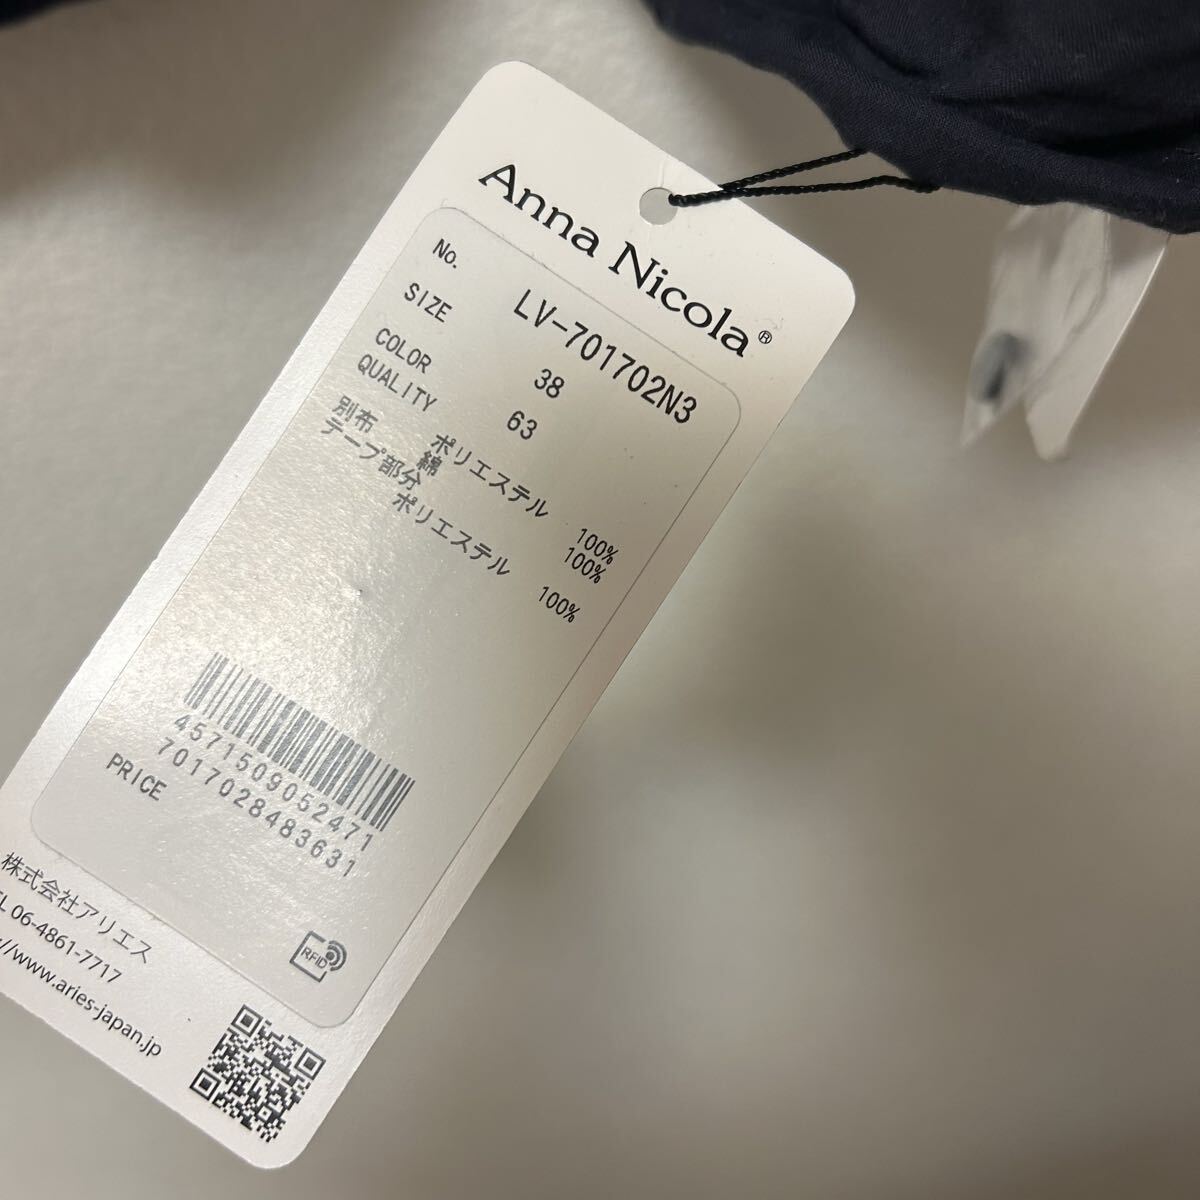 Anna Nicola®
No. LV-701702N3
SIZE 38
COLOR 63
QUALITY
ポリエステル 100%
別布 綿 100%
テープ部分
ポリエステル 100%
4571509052471
7017028483631
PRICE
RFID
株式会社アリエス
L 06-4861-7717
//www.aries-japan.jp